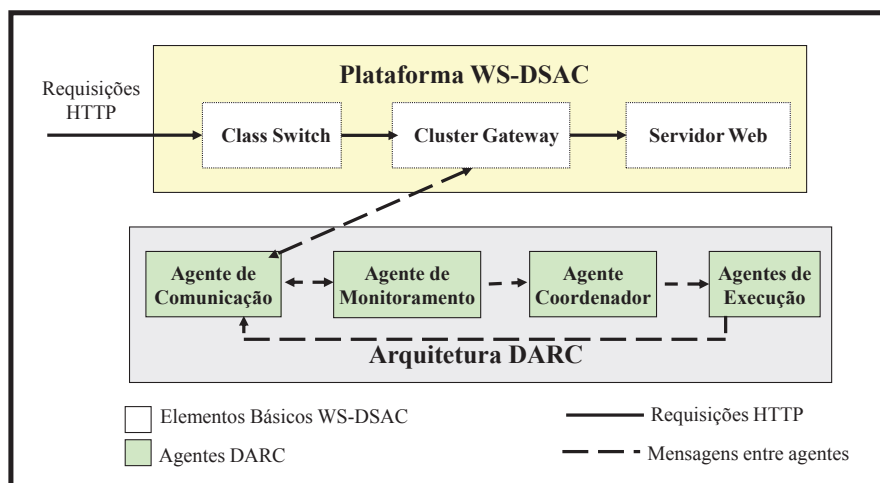 Plataforma WS-DSAC
Requisições
HTTP
Class Switch
Cluster Gateway
Servidor Web
Agente de
Comunicação
Agente de
Monitoramento
Agente
Coordenador
Agentes de
Execução
Arquitetura DARC
Elementos Básicos WS-DSAC
Requisições HTTP
Agentes DARC
Mensagens entre agentes